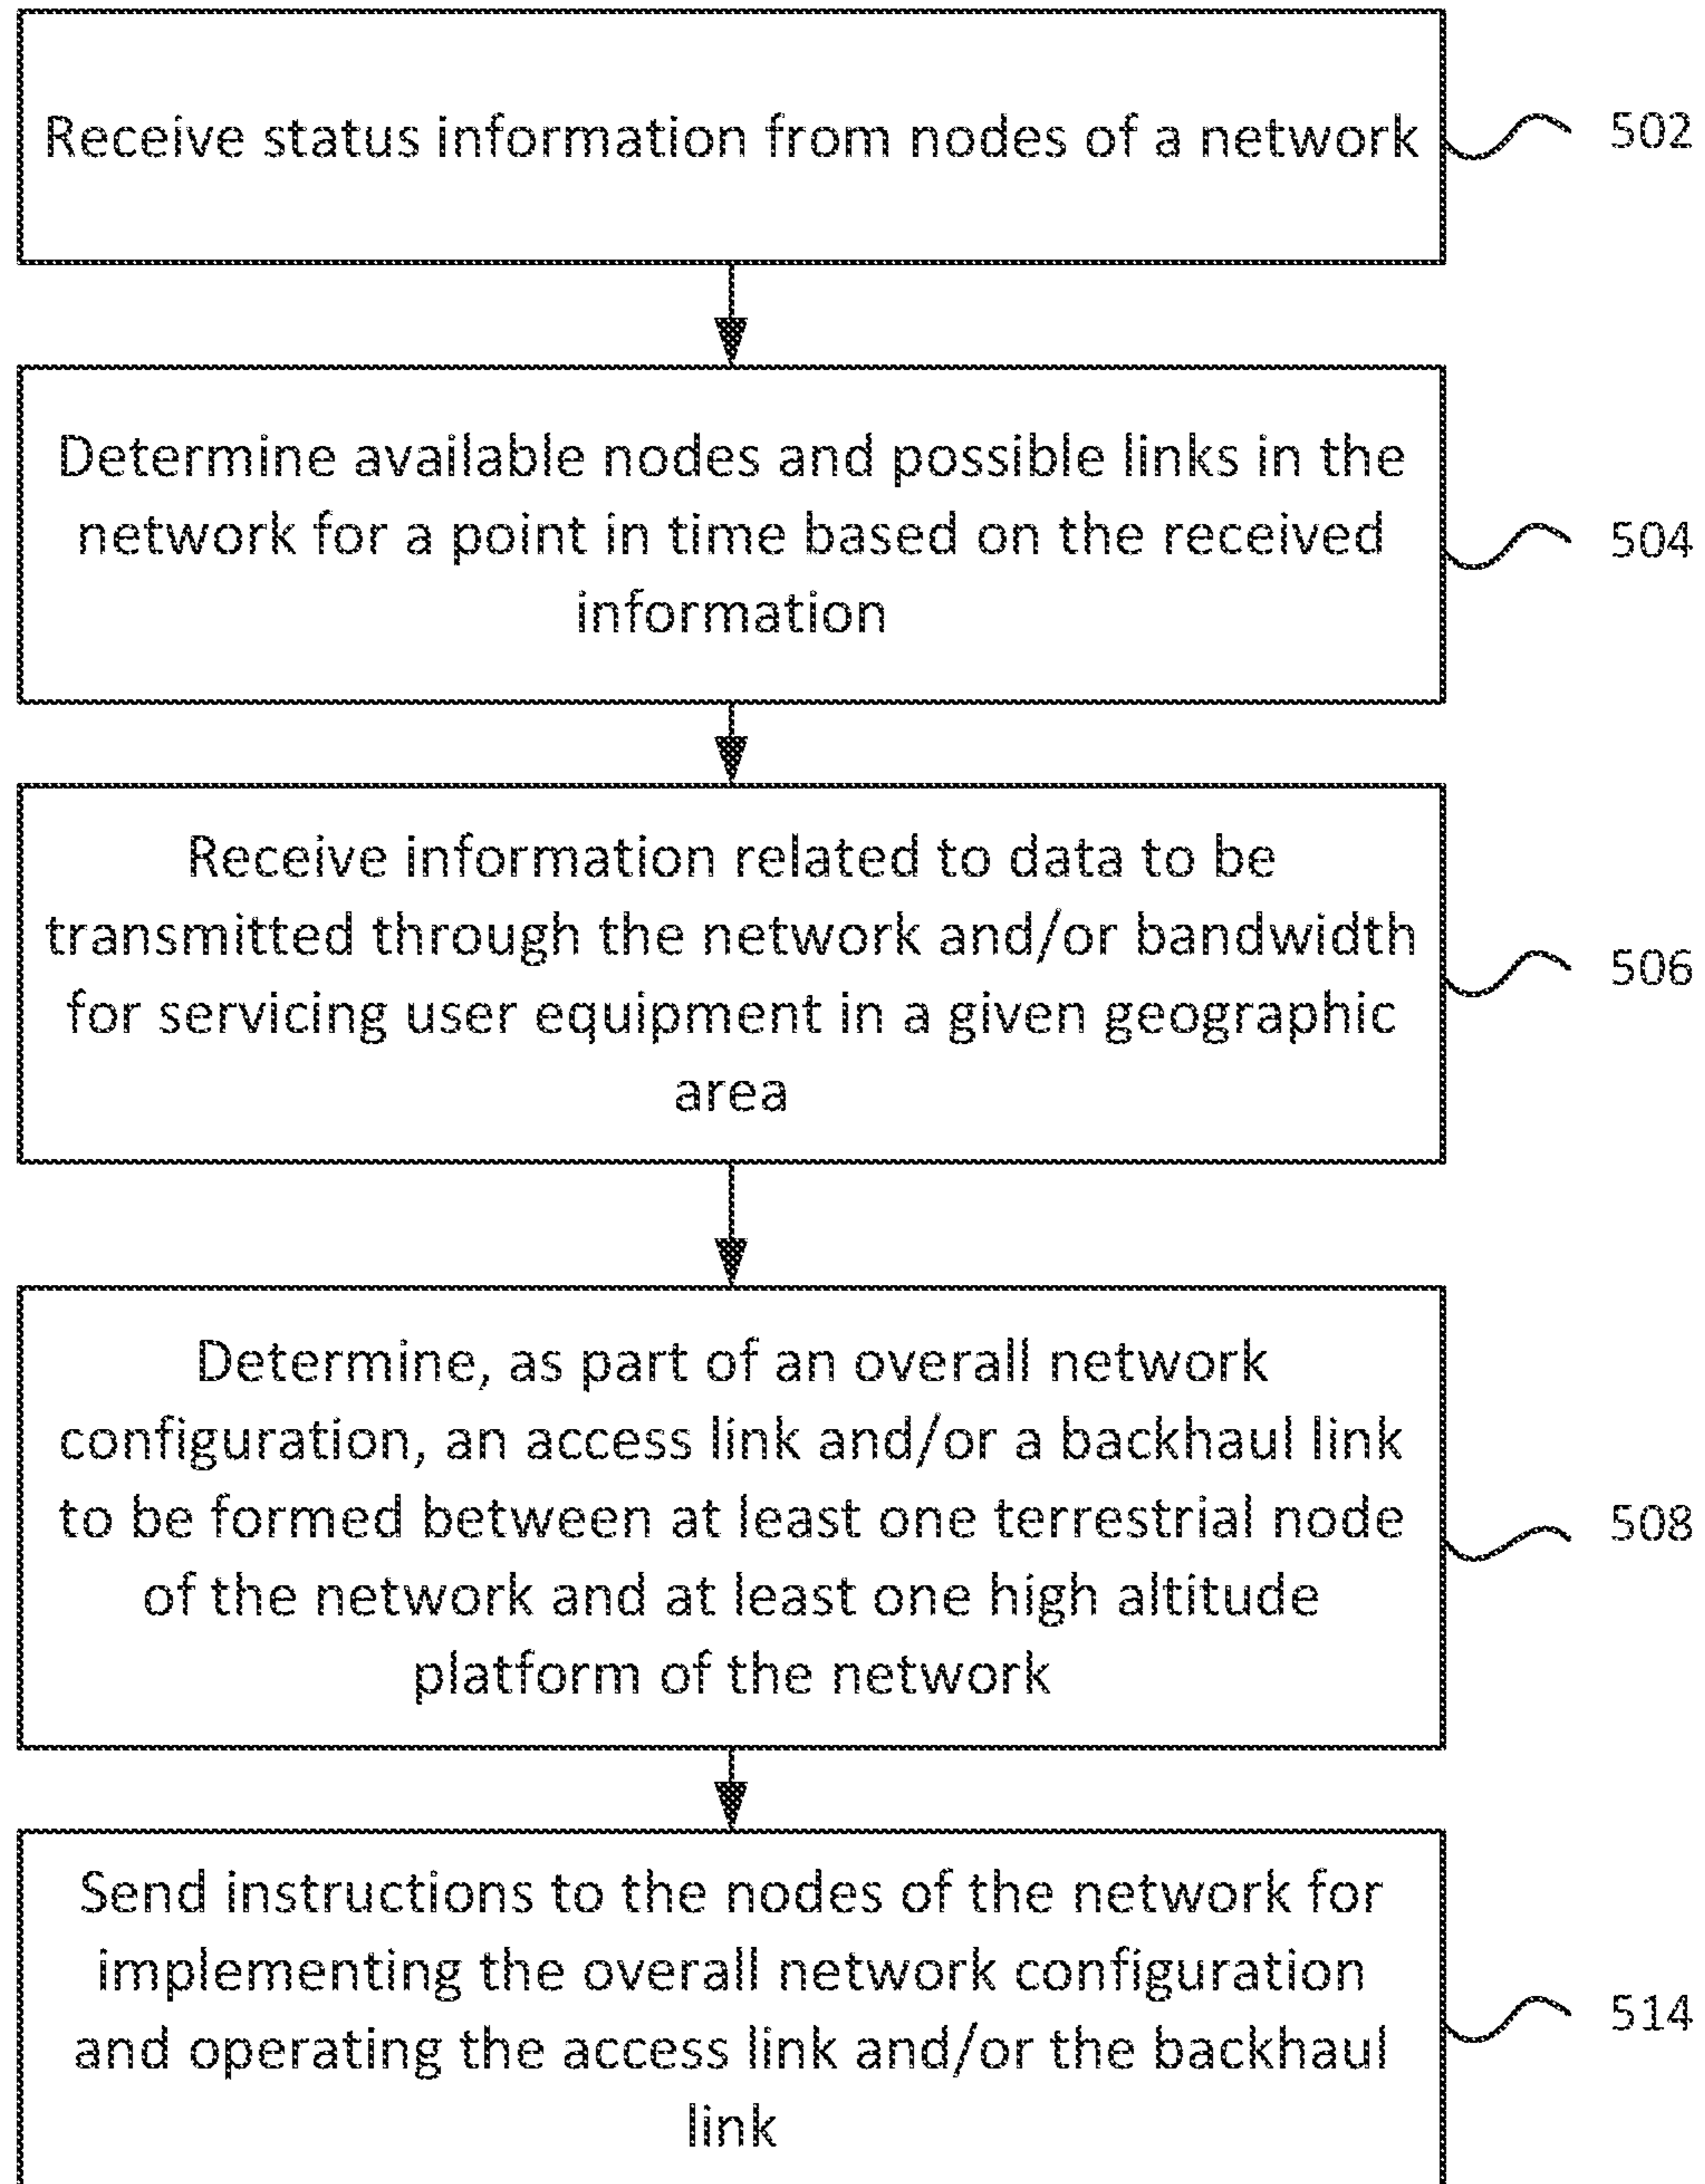 Receive status information from nodes of a network
502
Determine available nodes and possible links in the
network for a point in time based on the received
information
504
Receive information related to data to be
transmitted through the network and/or bandwidth
for servicing user equipment in a given geographic
area
506
Determine, as part of an overall network
configuration, an access link and/or a backhaul link
to be formed between at least one terrestrial node
of the network and at least one high altitude
platform of the network
508
Send instructions to the nodes of the network for
implementing the overall network configuration
and operating the access link and/or the backhaul
link
514